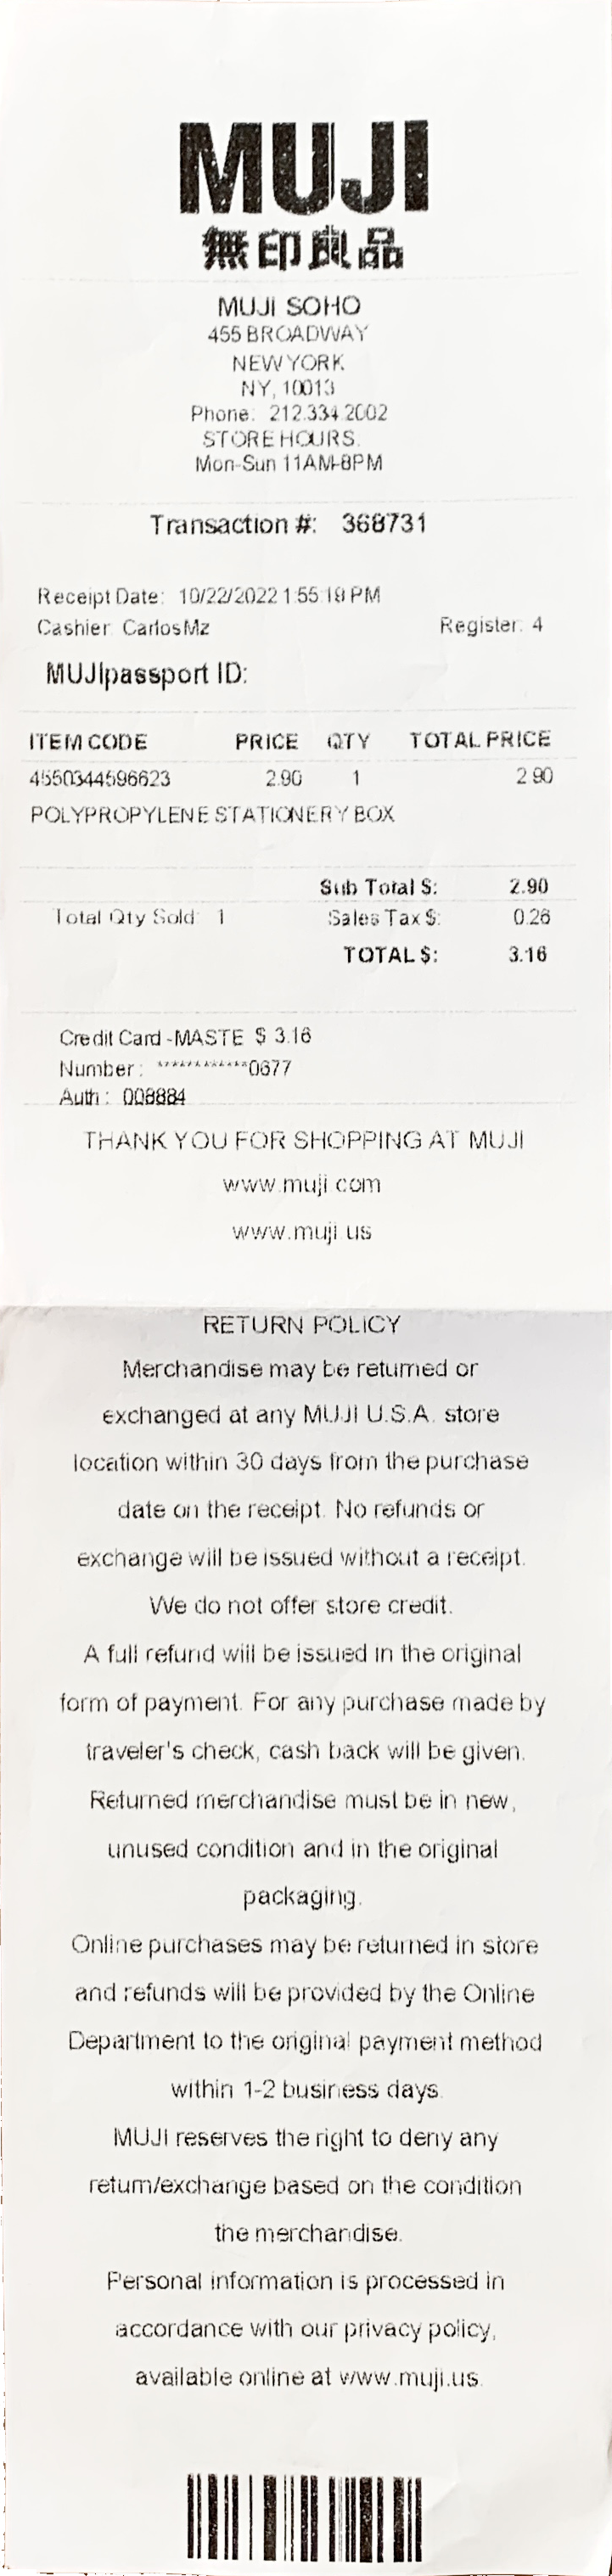 MUJI
無印良品
MUJI SOHO
455 BROADWAY
NEW YORK
NY, 10013
Phone: 212.334.2002
STORE HOURS.
Mon-Sun 11AM-8PM
Transaction #: 368731
Receipt Date: 10/22/2022 1:55:19 PM
Cashier: CarlosMz Register: 4
MUJIpassport ID:
ITEM CODE PRICE QTY TOTAL PRICE
4550344596623 2.90 1 2.90
POLYPROPYLENE STATIONERY BOX
Sub Total $: 2.90
Total Qty Sold: 1 Sales Tax $: 0.26
TOTAL $: 3.16
Credit Card -MASTE $ 3.16
Number : ************0677
Auth : 008884
THANK YOU FOR SHOPPING AT MUJI
www.muji.com
www.muji.us
RETURN POLICY
Merchandise may be returned or
exchanged at any MUJI U.S.A. store
location within 30 days from the purchase
date on the receipt. No refunds or
exchange will be issued without a receipt.
We do not offer store credit.
A full refund will be issued in the original
form of payment. For any purchase made by
traveler's check, cash back will be given.
Returned merchandise must be in new,
unused condition and in the original
packaging.
Online purchases may be returned in store
and refunds will be provided by the Online
Department to the original payment method
within 1-2 business days.
MUJI reserves the right to deny any
return/exchange based on the condition
the merchandise.
Personal information is processed in
accordance with our privacy policy,
available online at www.muji.us.